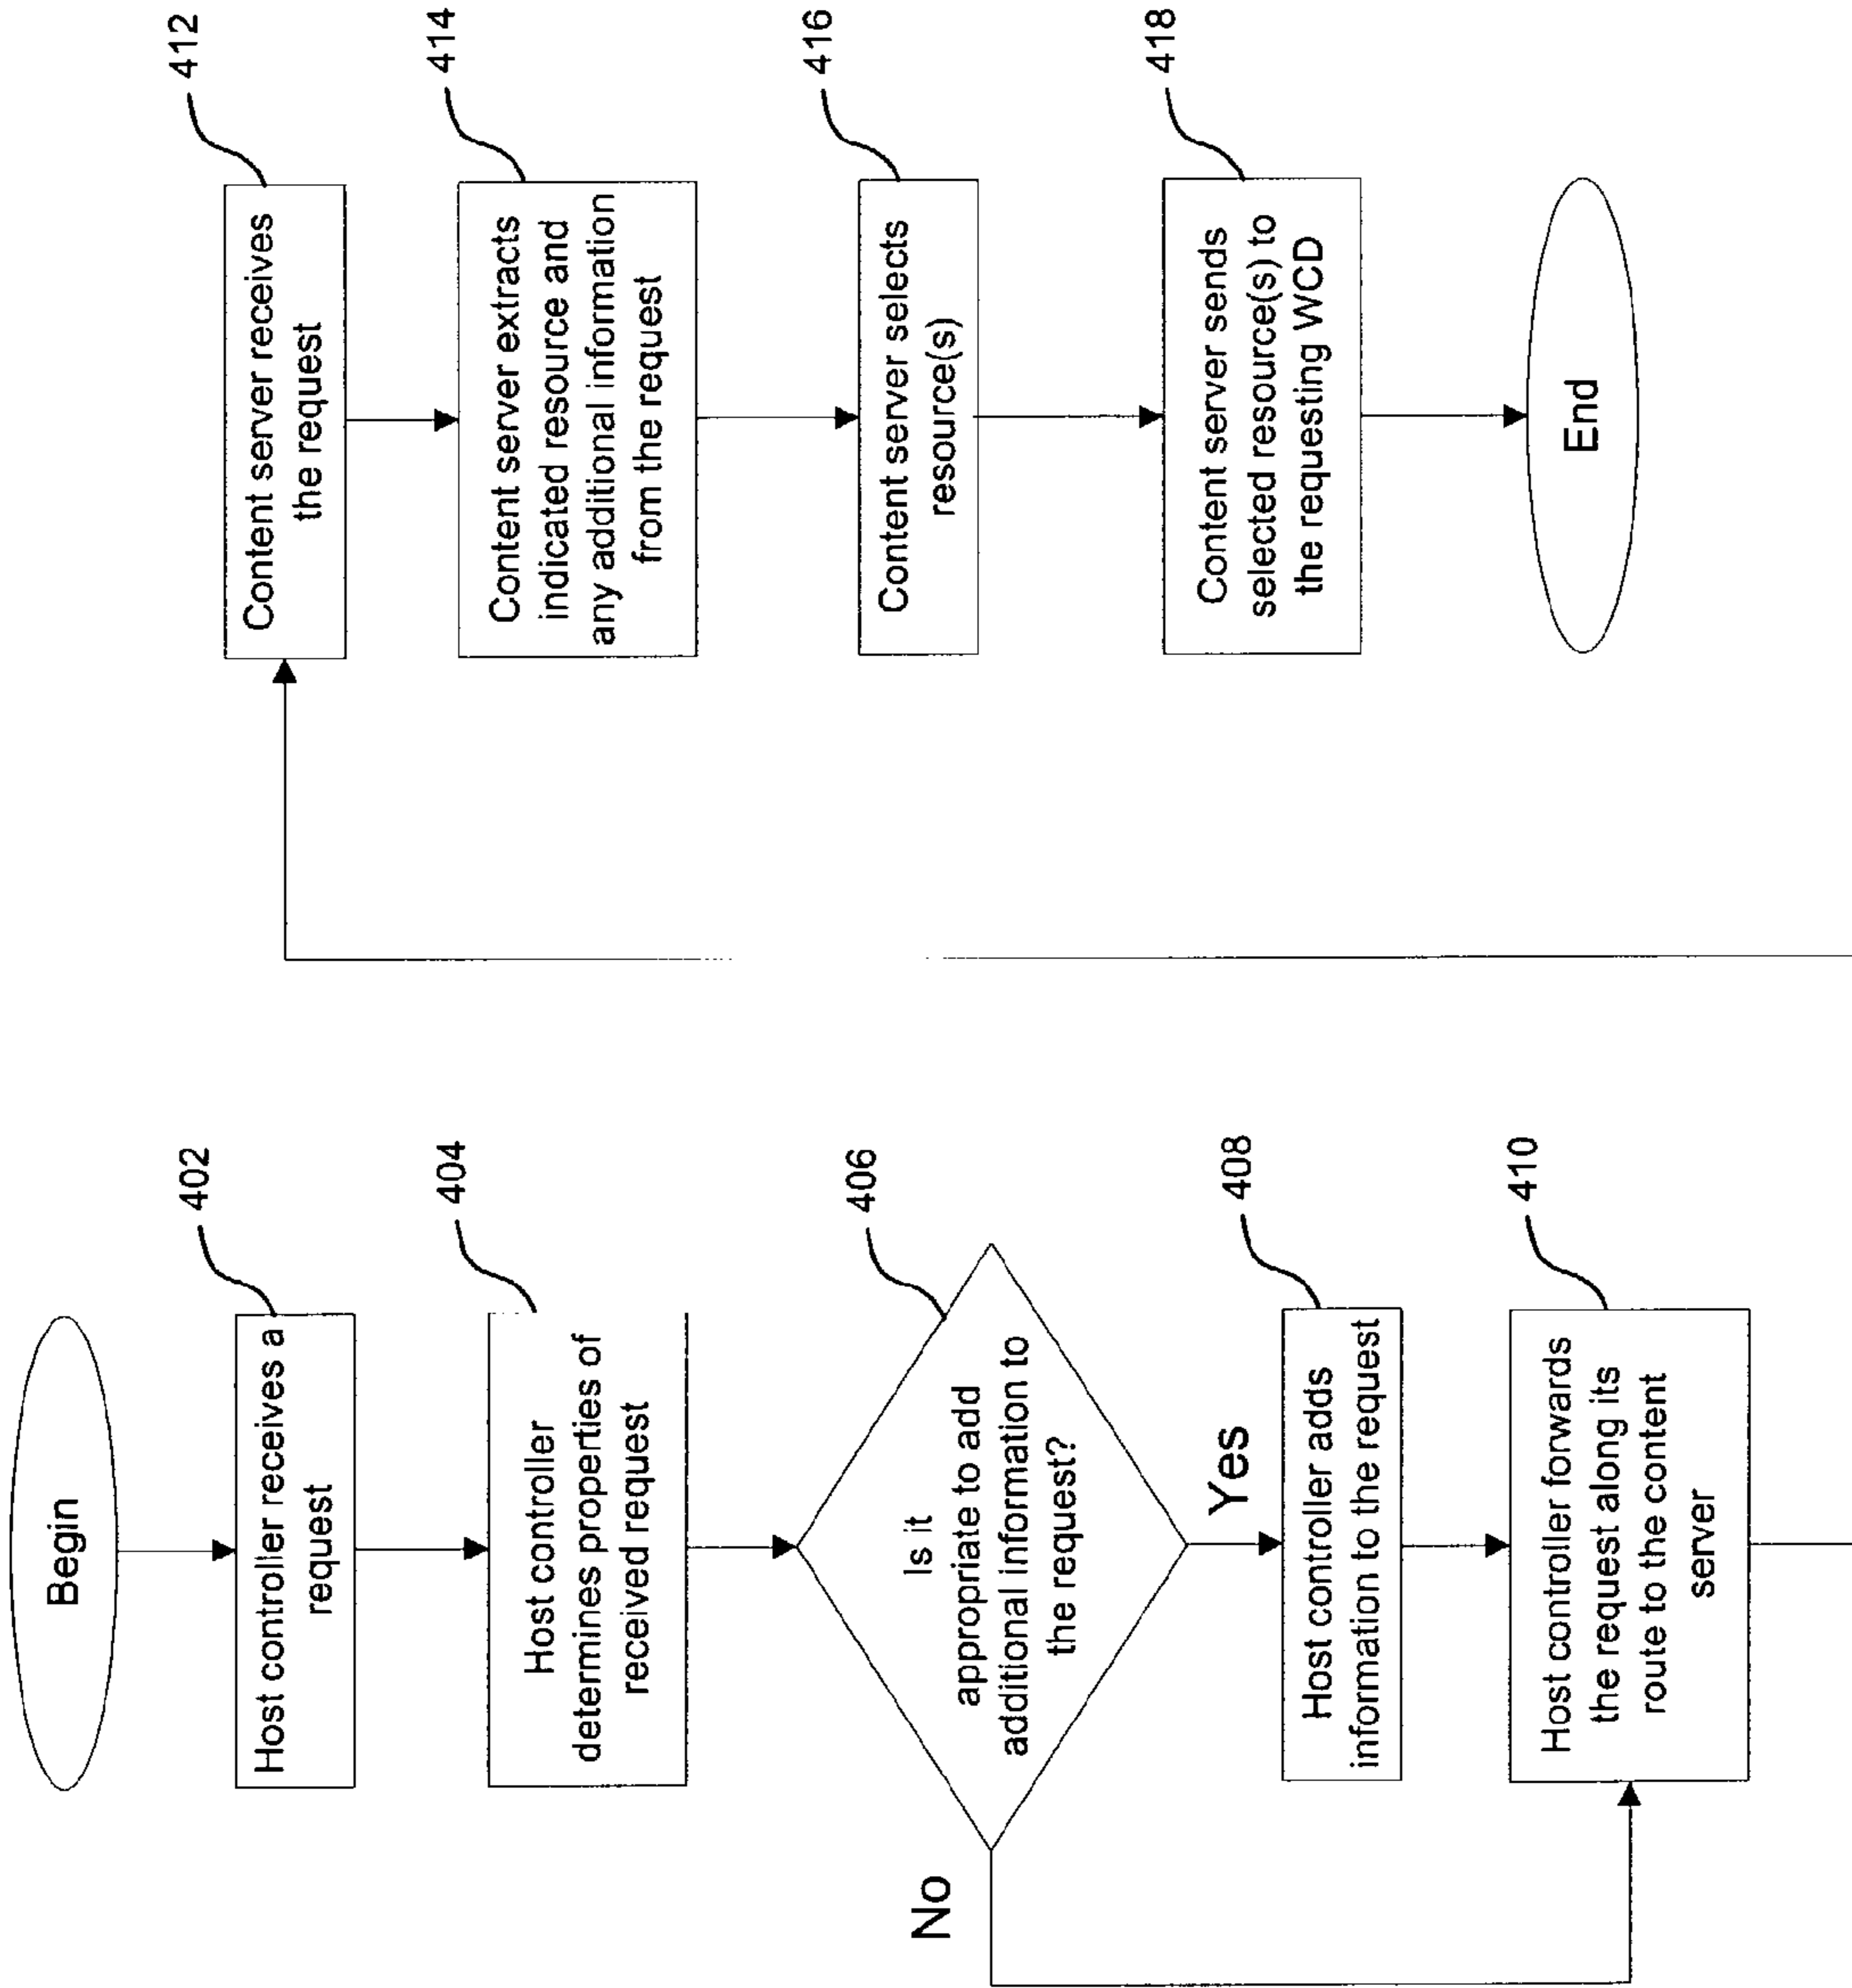 Begin
402
Host controller receives a
request
404
Host controller
determines properties of
received request
406
Is it
appropriate to add
additional information to
the request?
No
Yes
408
Host controller adds
information to the request
410
Host controller forwards
the request along its
route to the content
server
412
Content server receives
the request
414
Content server extracts
indicated resource and
any additional information
from the request
416
Content server selects
resource(s)
418
Content server sends
selected resource(s) to
the requesting WCD
End